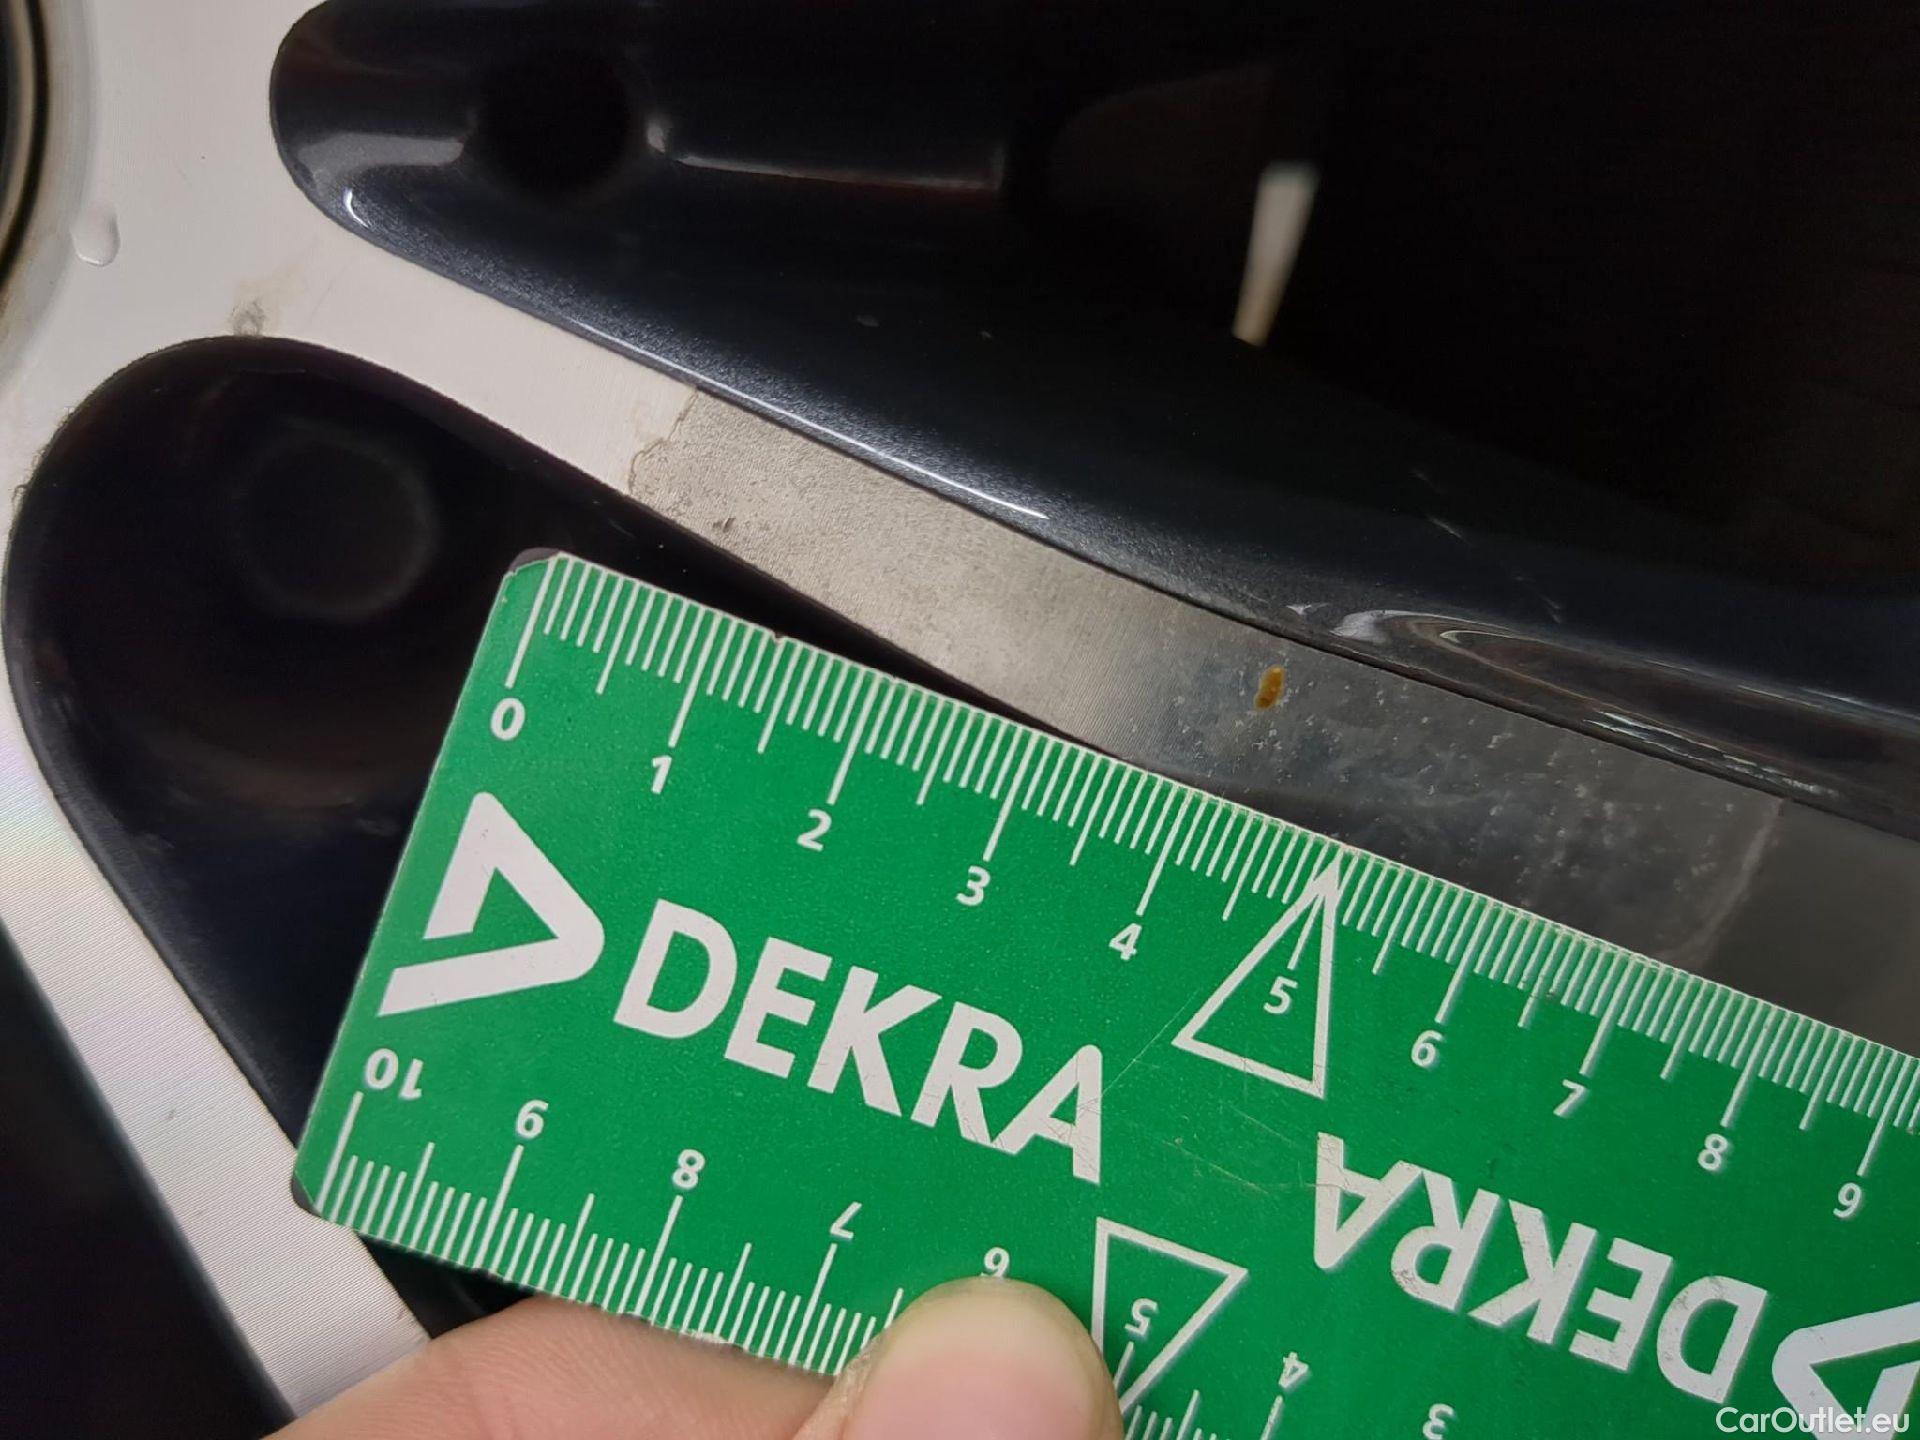 0 1 2 3 4 5 6 7 8 9
DEKRA
DEKRA
10 9 8 7 6 5 4 3
CarOutlet.eu